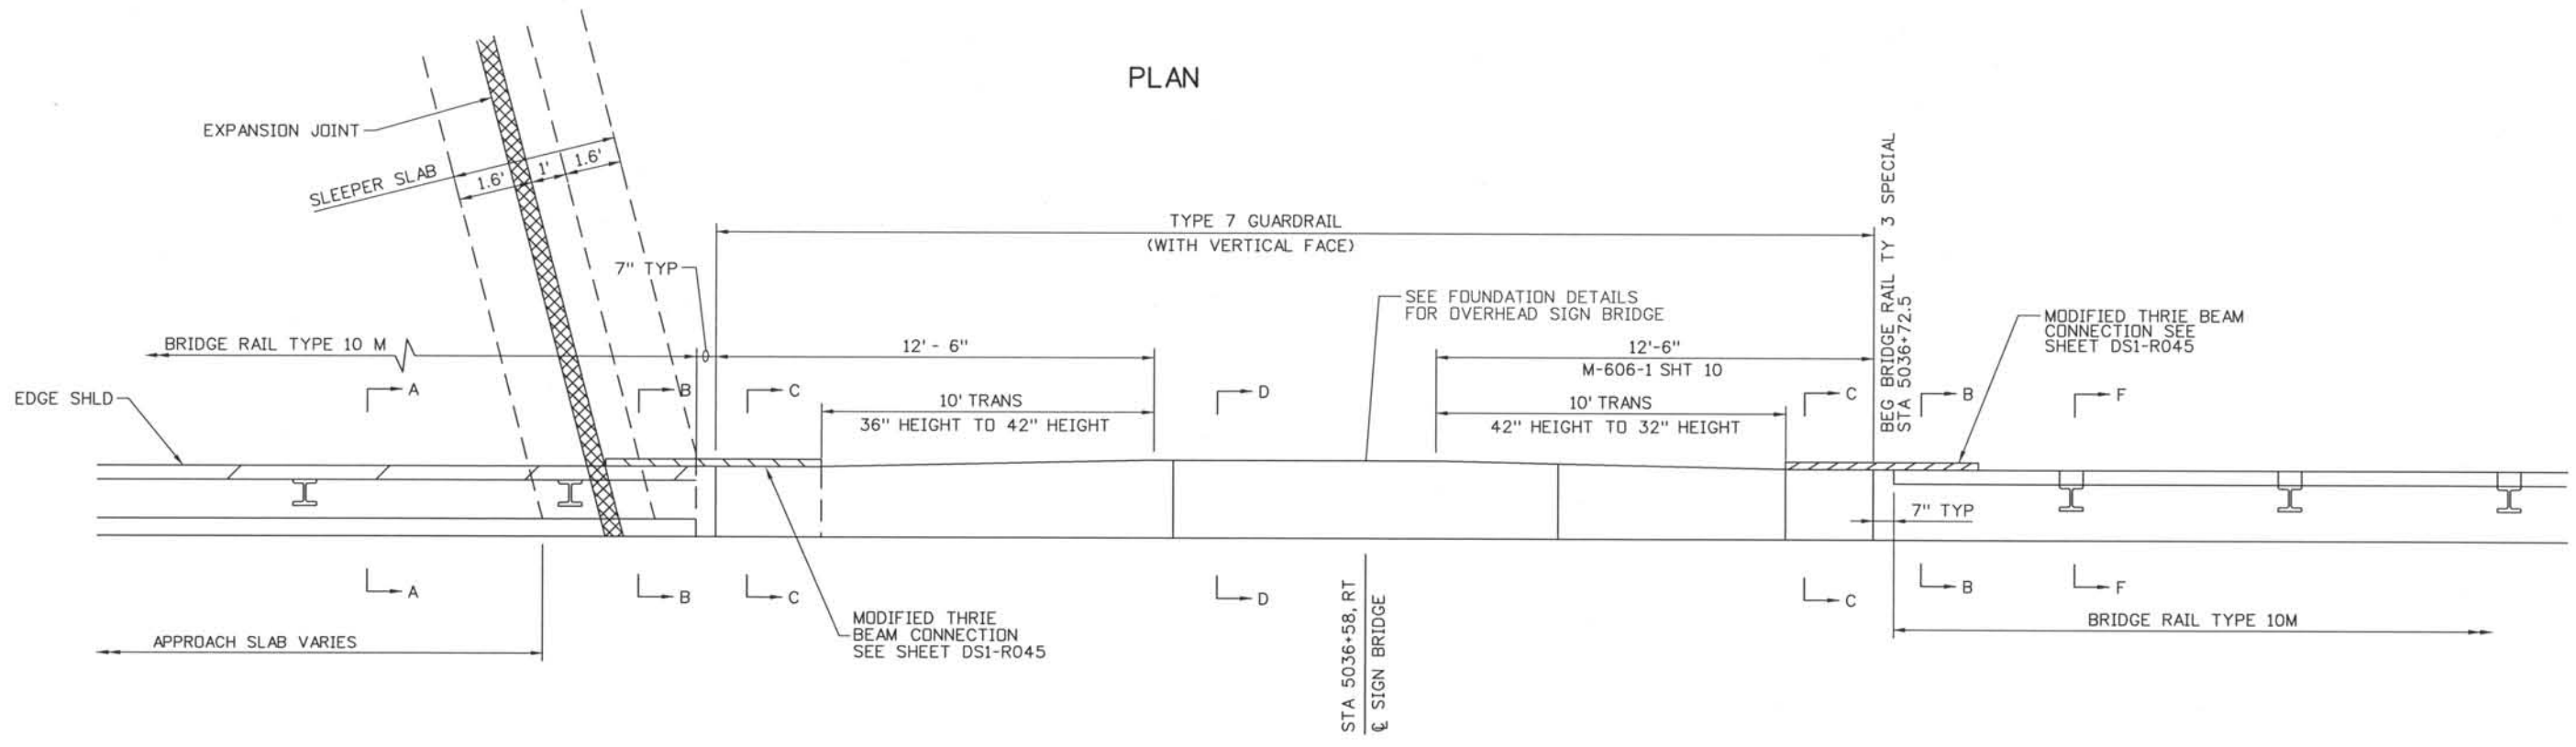 PLAN
EXPANSION JOINT
SLEEPER SLAB
1.6'
1'
1.6'
TYPE 7 GUARDRAIL
(WITH VERTICAL FACE)
BEG BRIDGE RAIL TY 3 SPECIAL
STA 5036+72.5
7" TYP
SEE FOUNDATION DETAILS
FOR OVERHEAD SIGN BRIDGE
MODIFIED THRIE BEAM
CONNECTION SEE
SHEET DS1-R045
BRIDGE RAIL TYPE 10 M
12' - 6"
12'-6"
M-606-1 SHT 10
EDGE SHLD
A
B
C
10' TRANS
36" HEIGHT TO 42" HEIGHT
D
10' TRANS
42" HEIGHT TO 32" HEIGHT
C
B
F
7" TYP
A
B
C
D
C
B
F
APPROACH SLAB VARIES
MODIFIED THRIE
BEAM CONNECTION
SEE SHEET DS1-R045
STA 5036+58, RT
℄ SIGN BRIDGE
BRIDGE RAIL TYPE 10M